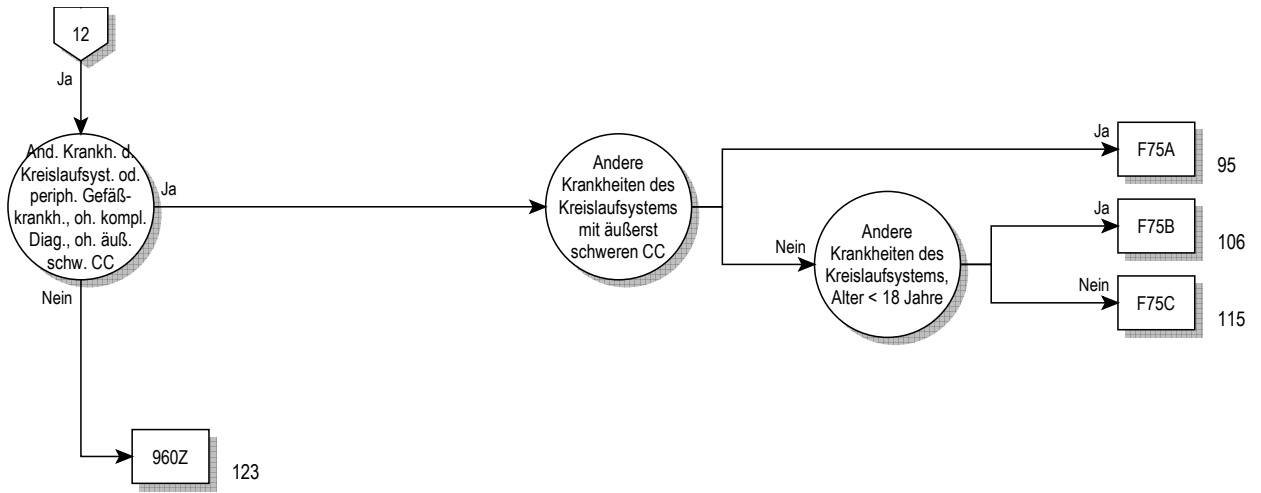 12
Ja
And. Krankh. d.
Kreislaufsyst. od.
periph. Gefäß-
krankh., oh. kompl.
Diag., oh. äuß.
schw. CC
Ja
Nein
Andere
Krankheiten des
Kreislaufsystems
mit äußerst
schweren CC
Ja
F75A
95
Nein
Andere
Krankheiten des
Kreislaufsystems,
Alter < 18 Jahre
Ja
F75B
106
Nein
F75C
115
960Z
123